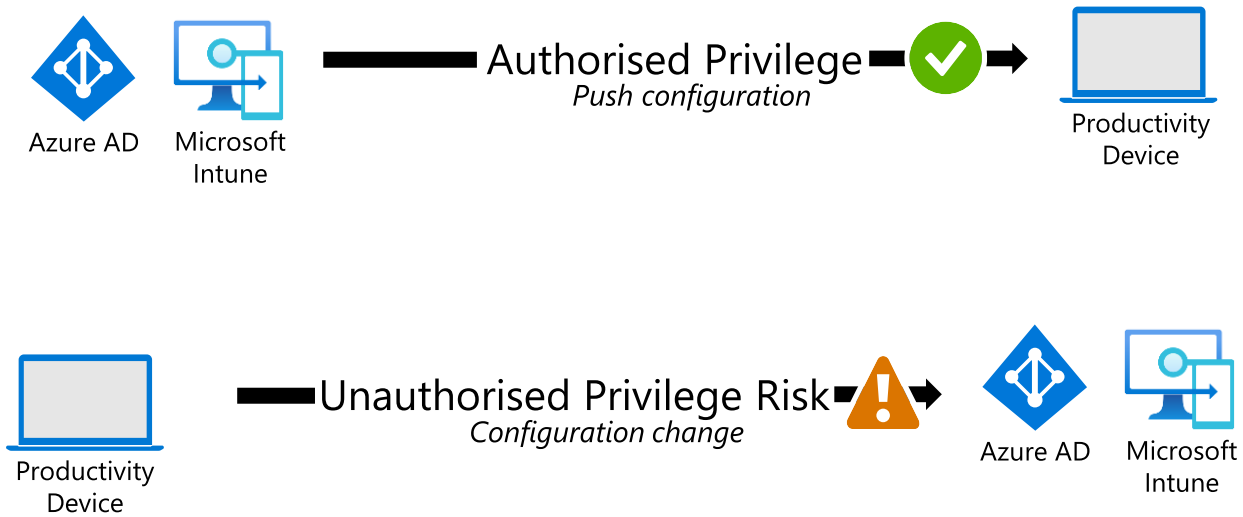 Authorised Privilege
Push configuration
Azure AD
Microsoft
Intune
Productivity
Device
Unauthorised Privilege Risk
Configuration change
Productivity
Device
Azure AD
Microsoft
Intune